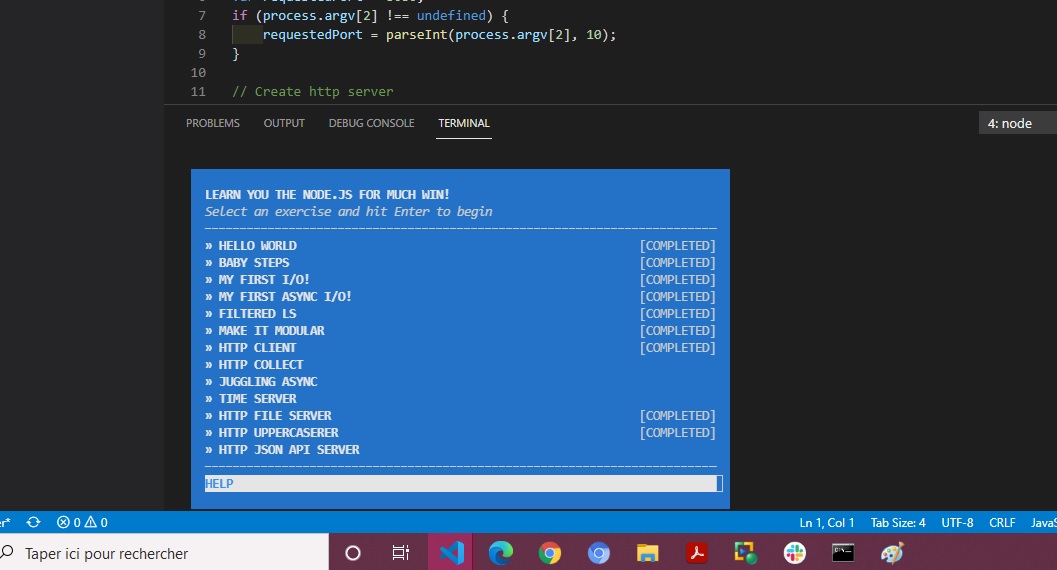 7 if (process.argv[2] !== undefined) {
8 requestedPort = parseInt(process.argv[2], 10);
9 }
10
11 // Create http server
PROBLEMS OUTPUT DEBUG CONSOLE TERMINAL 4: node
LEARN YOU THE NODE.JS FOR MUCH WIN!
Select an exercise and hit Enter to begin
» HELLO WORLD [COMPLETED]
» BABY STEPS [COMPLETED]
» MY FIRST I/O! [COMPLETED]
» MY FIRST ASYNC I/O! [COMPLETED]
» FILTERED LS [COMPLETED]
» MAKE IT MODULAR [COMPLETED]
» HTTP CLIENT [COMPLETED]
» HTTP COLLECT
» JUGGLING ASYNC
» TIME SERVER
» HTTP FILE SERVER [COMPLETED]
» HTTP UPPERCASERER [COMPLETED]
» HTTP JSON API SERVER
HELP
0 0 Ln 1, Col 1 Tab Size: 4 UTF-8 CRLF
Taper ici pour rechercher